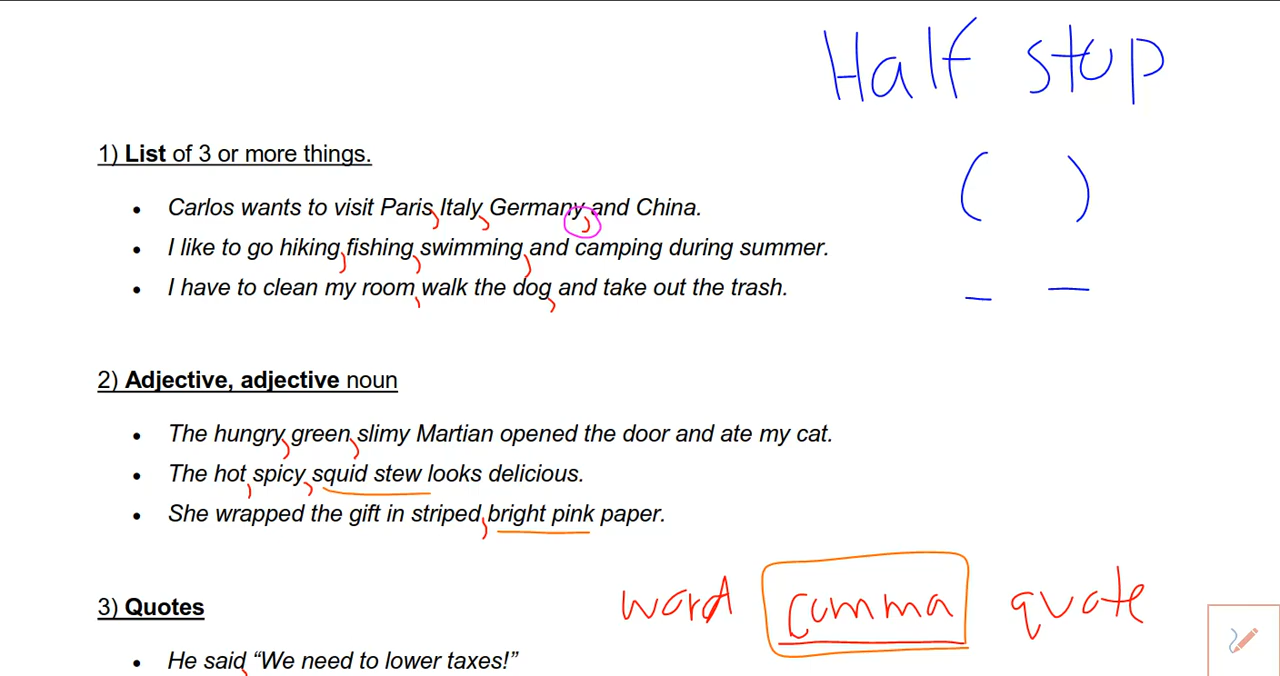 Half stop
1) List of 3 or more things.
( )
• Carlos wants to visit Paris, Italy, Germany, and China.
• I like to go hiking, fishing, swimming, and camping during summer.
• I have to clean my room, walk the dog, and take out the trash.
— —
2) Adjective, adjective noun
• The hungry, green, slimy Martian opened the door and ate my cat.
• The hot, spicy, squid stew looks delicious.
• She wrapped the gift in striped, bright pink paper.
word comma quote
3) Quotes
• He said, “We need to lower taxes!”